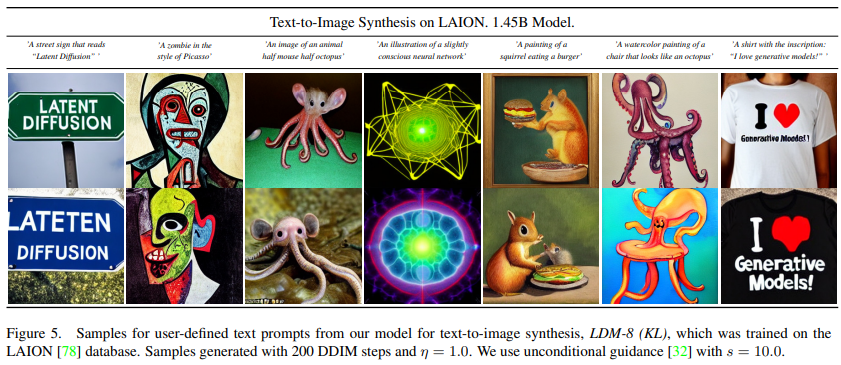 Text-to-Image Synthesis on LAION. 1.45B Model.
'A street sign that reads
"Latent Diffusion" '
'A zombie in the
style of Picasso'
'An image of an animal
half mouse half octopus'
'An illustration of a slightly
conscious neural network'
'A painting of a
squirrel eating a burger'
'A watercolor painting of a
chair that looks like an octopus'
'A shirt with the inscription:
"I love generative models!" '
LATENT
DIFFUSION
I ❤
Generative Models!
LATETEN
DIFFUSION
I ❤
Generative
Models!
Figure 5. Samples for user-defined text prompts from our model for text-to-image synthesis, LDM-8 (KL), which was trained on the
LAION [78] database. Samples generated with 200 DDIM steps and η = 1.0. We use unconditional guidance [32] with s = 10.0.